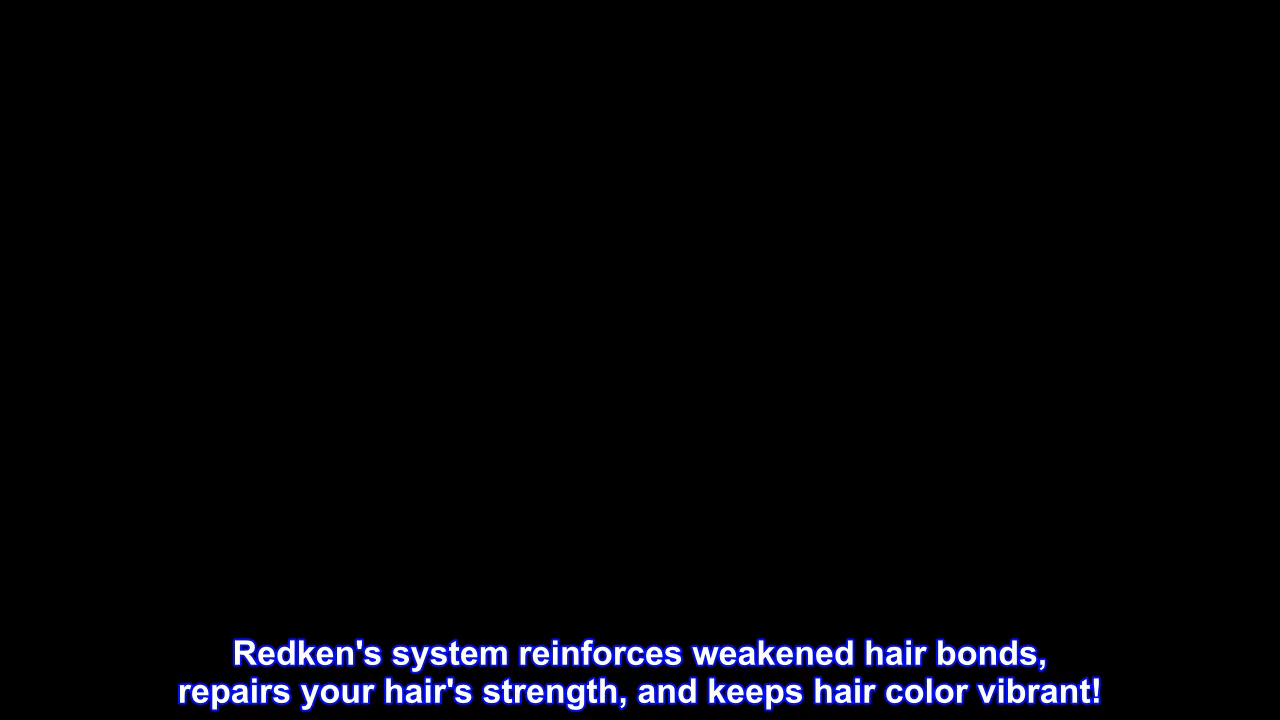 Redken's system reinforces weakened hair bonds,
repairs your hair's strength, and keeps hair color vibrant!